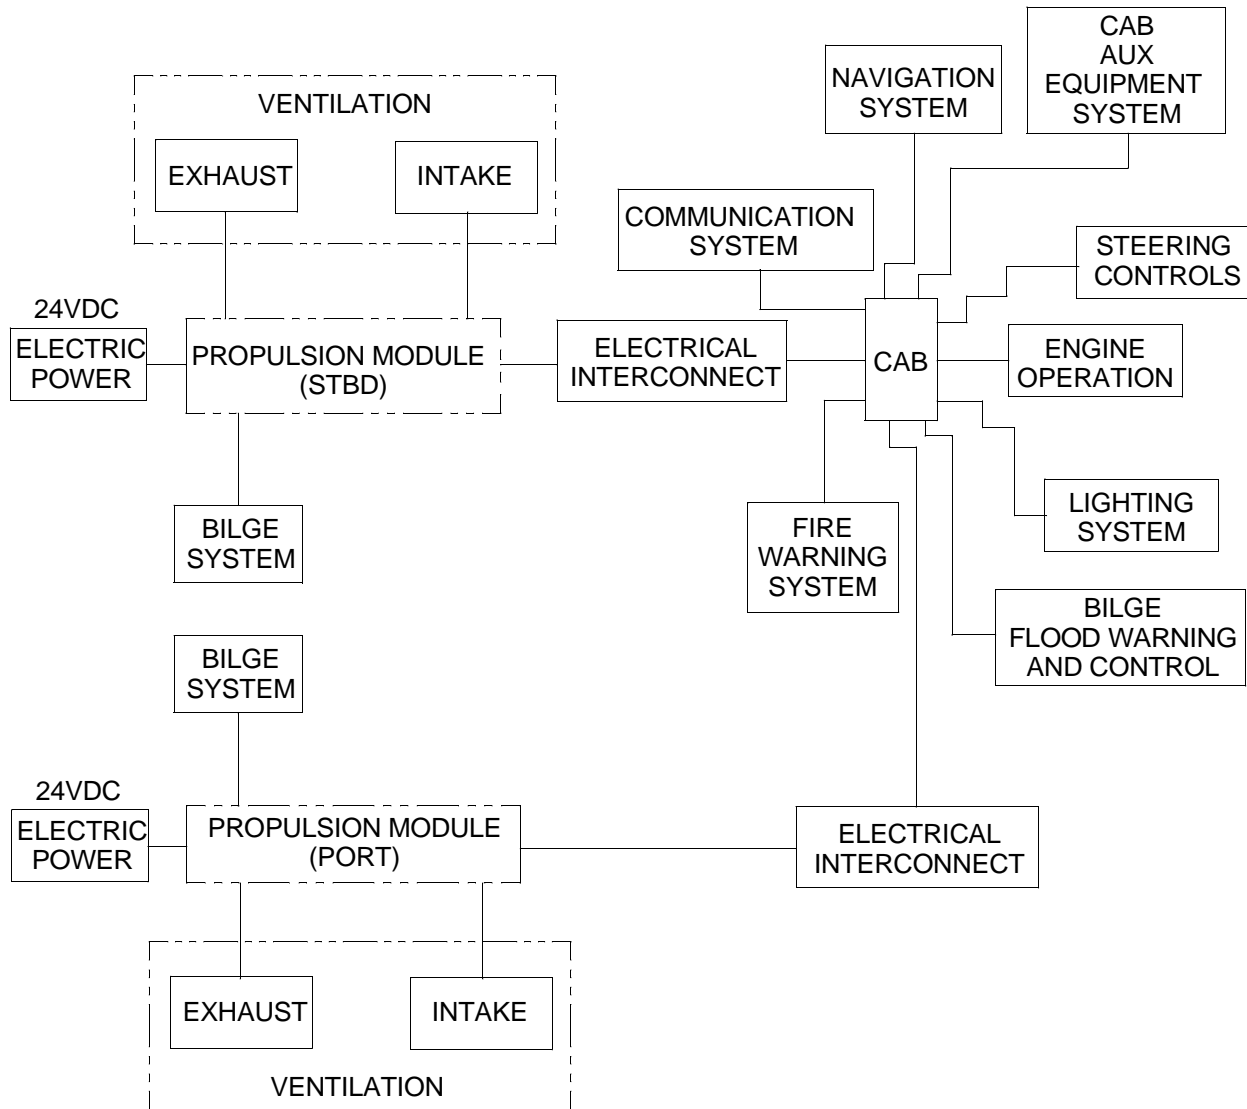 CAB
AUX
EQUIPMENT
SYSTEM
NAVIGATION
SYSTEM
VENTILATION
EXHAUST
INTAKE
COMMUNICATION
SYSTEM
STEERING
CONTROLS
24VDC
ELECTRIC
POWER
PROPULSION MODULE
(STBD)
ELECTRICAL
INTERCONNECT
CAB
ENGINE
OPERATION
BILGE
SYSTEM
FIRE
WARNING
SYSTEM
LIGHTING
SYSTEM
BILGE
FLOOD WARNING
AND CONTROL
BILGE
SYSTEM
24VDC
ELECTRIC
POWER
PROPULSION MODULE
(PORT)
ELECTRICAL
INTERCONNECT
EXHAUST
INTAKE
VENTILATION